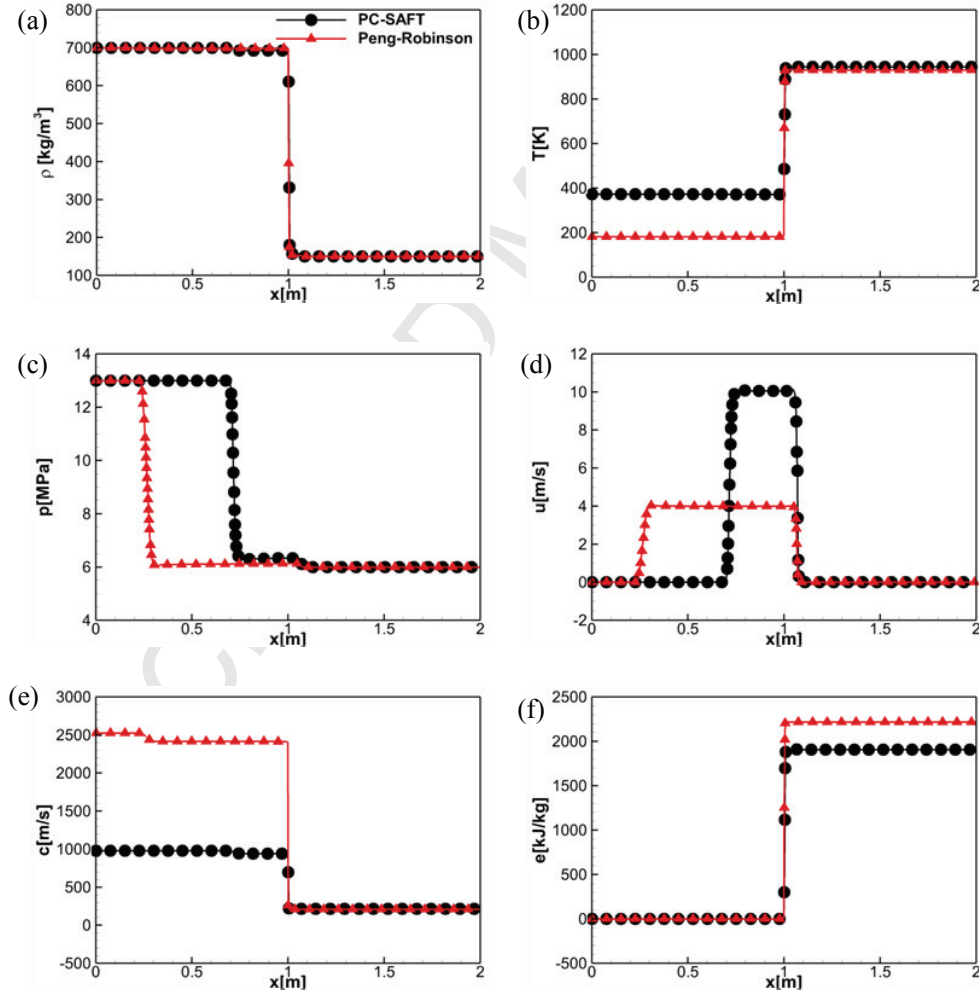 (a)
PC-SAFT
Peng-Robinson
800
700
600
500
400
300
200
100
ρ [kg/m³]
0 0.5 1 1.5 2
x[m]
(b)
1200
1000
800
600
400
200
0
T[K]
0 0.5 1 1.5 2
x[m]
(c)
14
12
10
8
6
4
p[MPa]
0 0.5 1 1.5 2
x[m]
(d)
12
10
8
6
4
2
0
-2
u[m/s]
0 0.5 1 1.5 2
x[m]
(e)
3000
2500
2000
1500
1000
500
0
-500
c[m/s]
0 0.5 1 1.5 2
x[m]
(f)
2500
2000
1500
1000
500
0
-500
e[kJ/kg]
0 0.5 1 1.5 2
x[m]